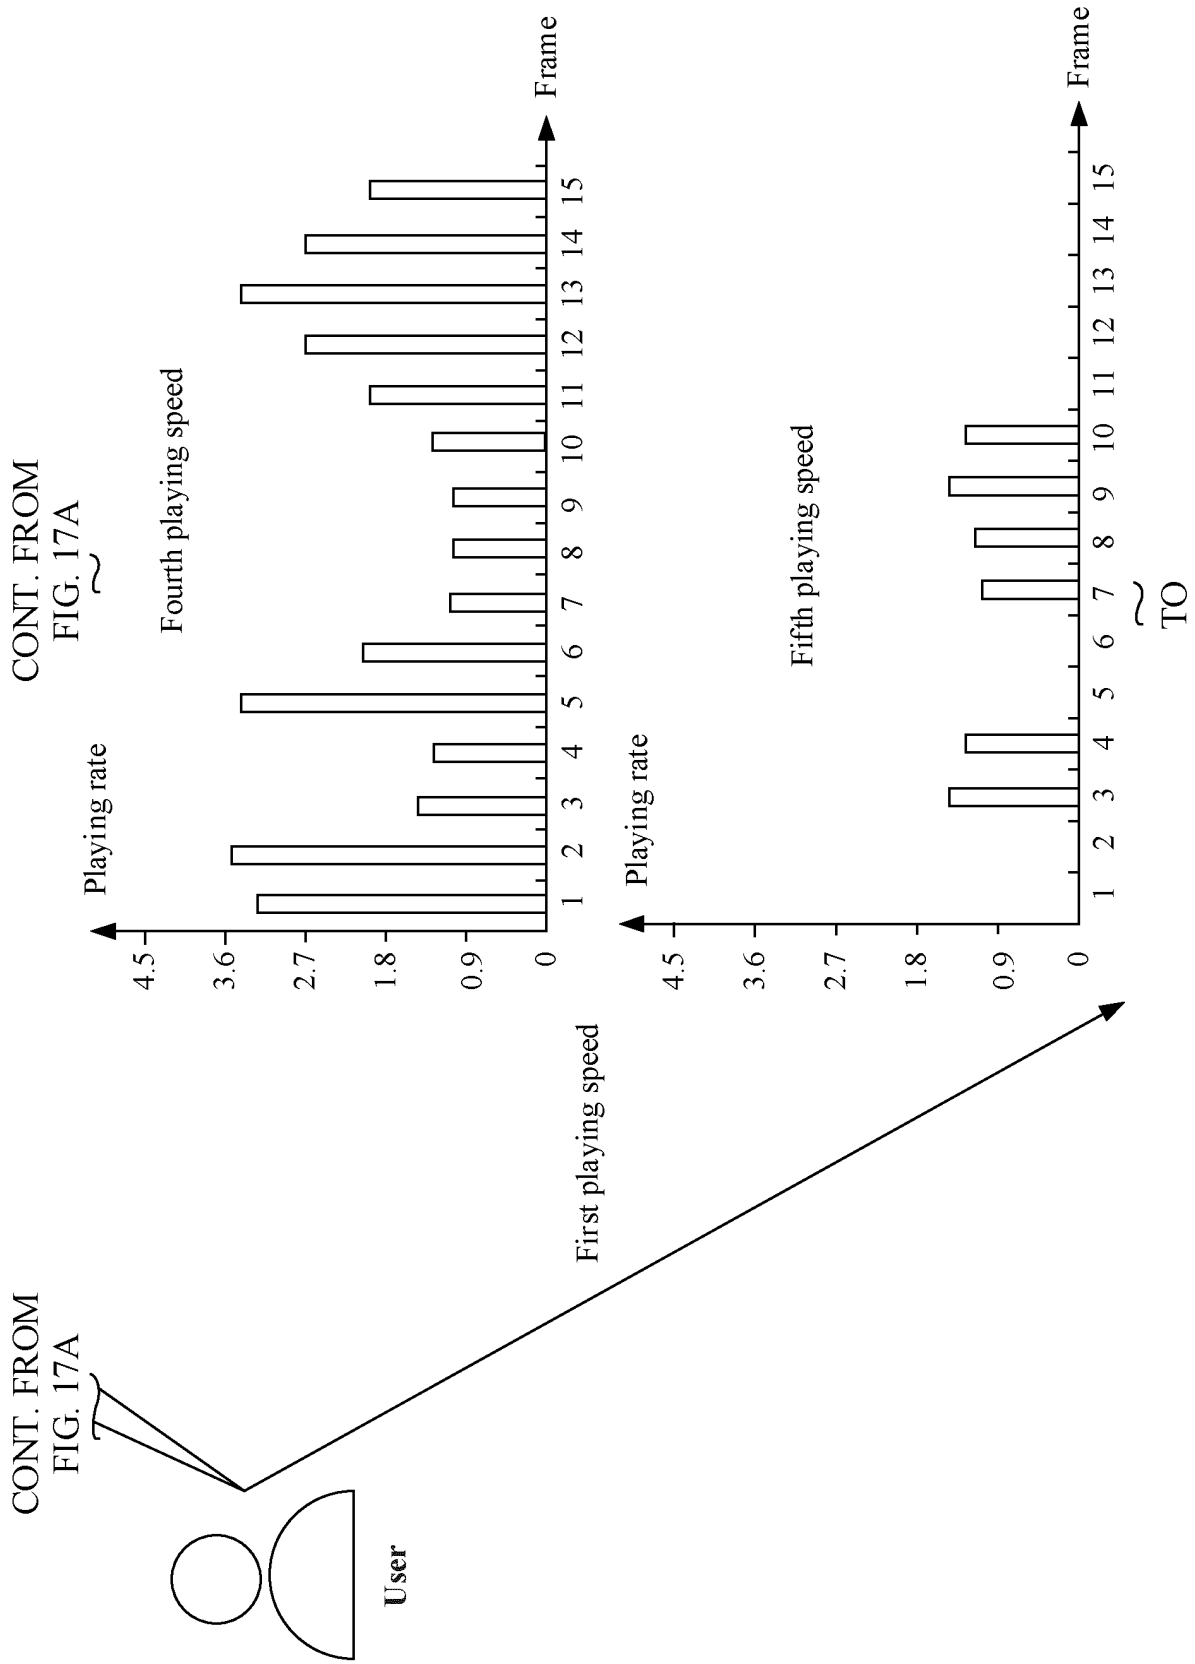 CONT. FROM
FIG. 17A
CONT. FROM
FIG. 17A
User
First playing speed
Playing rate
Fourth playing speed
4.5
3.6
2.7
1.8
0.9
0
1 2 3 4 5 6 7 8 9 10 11 12 13 14 15
Frame
Playing rate
Fifth playing speed
4.5
3.6
2.7
1.8
0.9
0
1 2 3 4 5 6 7 8 9 10 11 12 13 14 15
Frame
TO